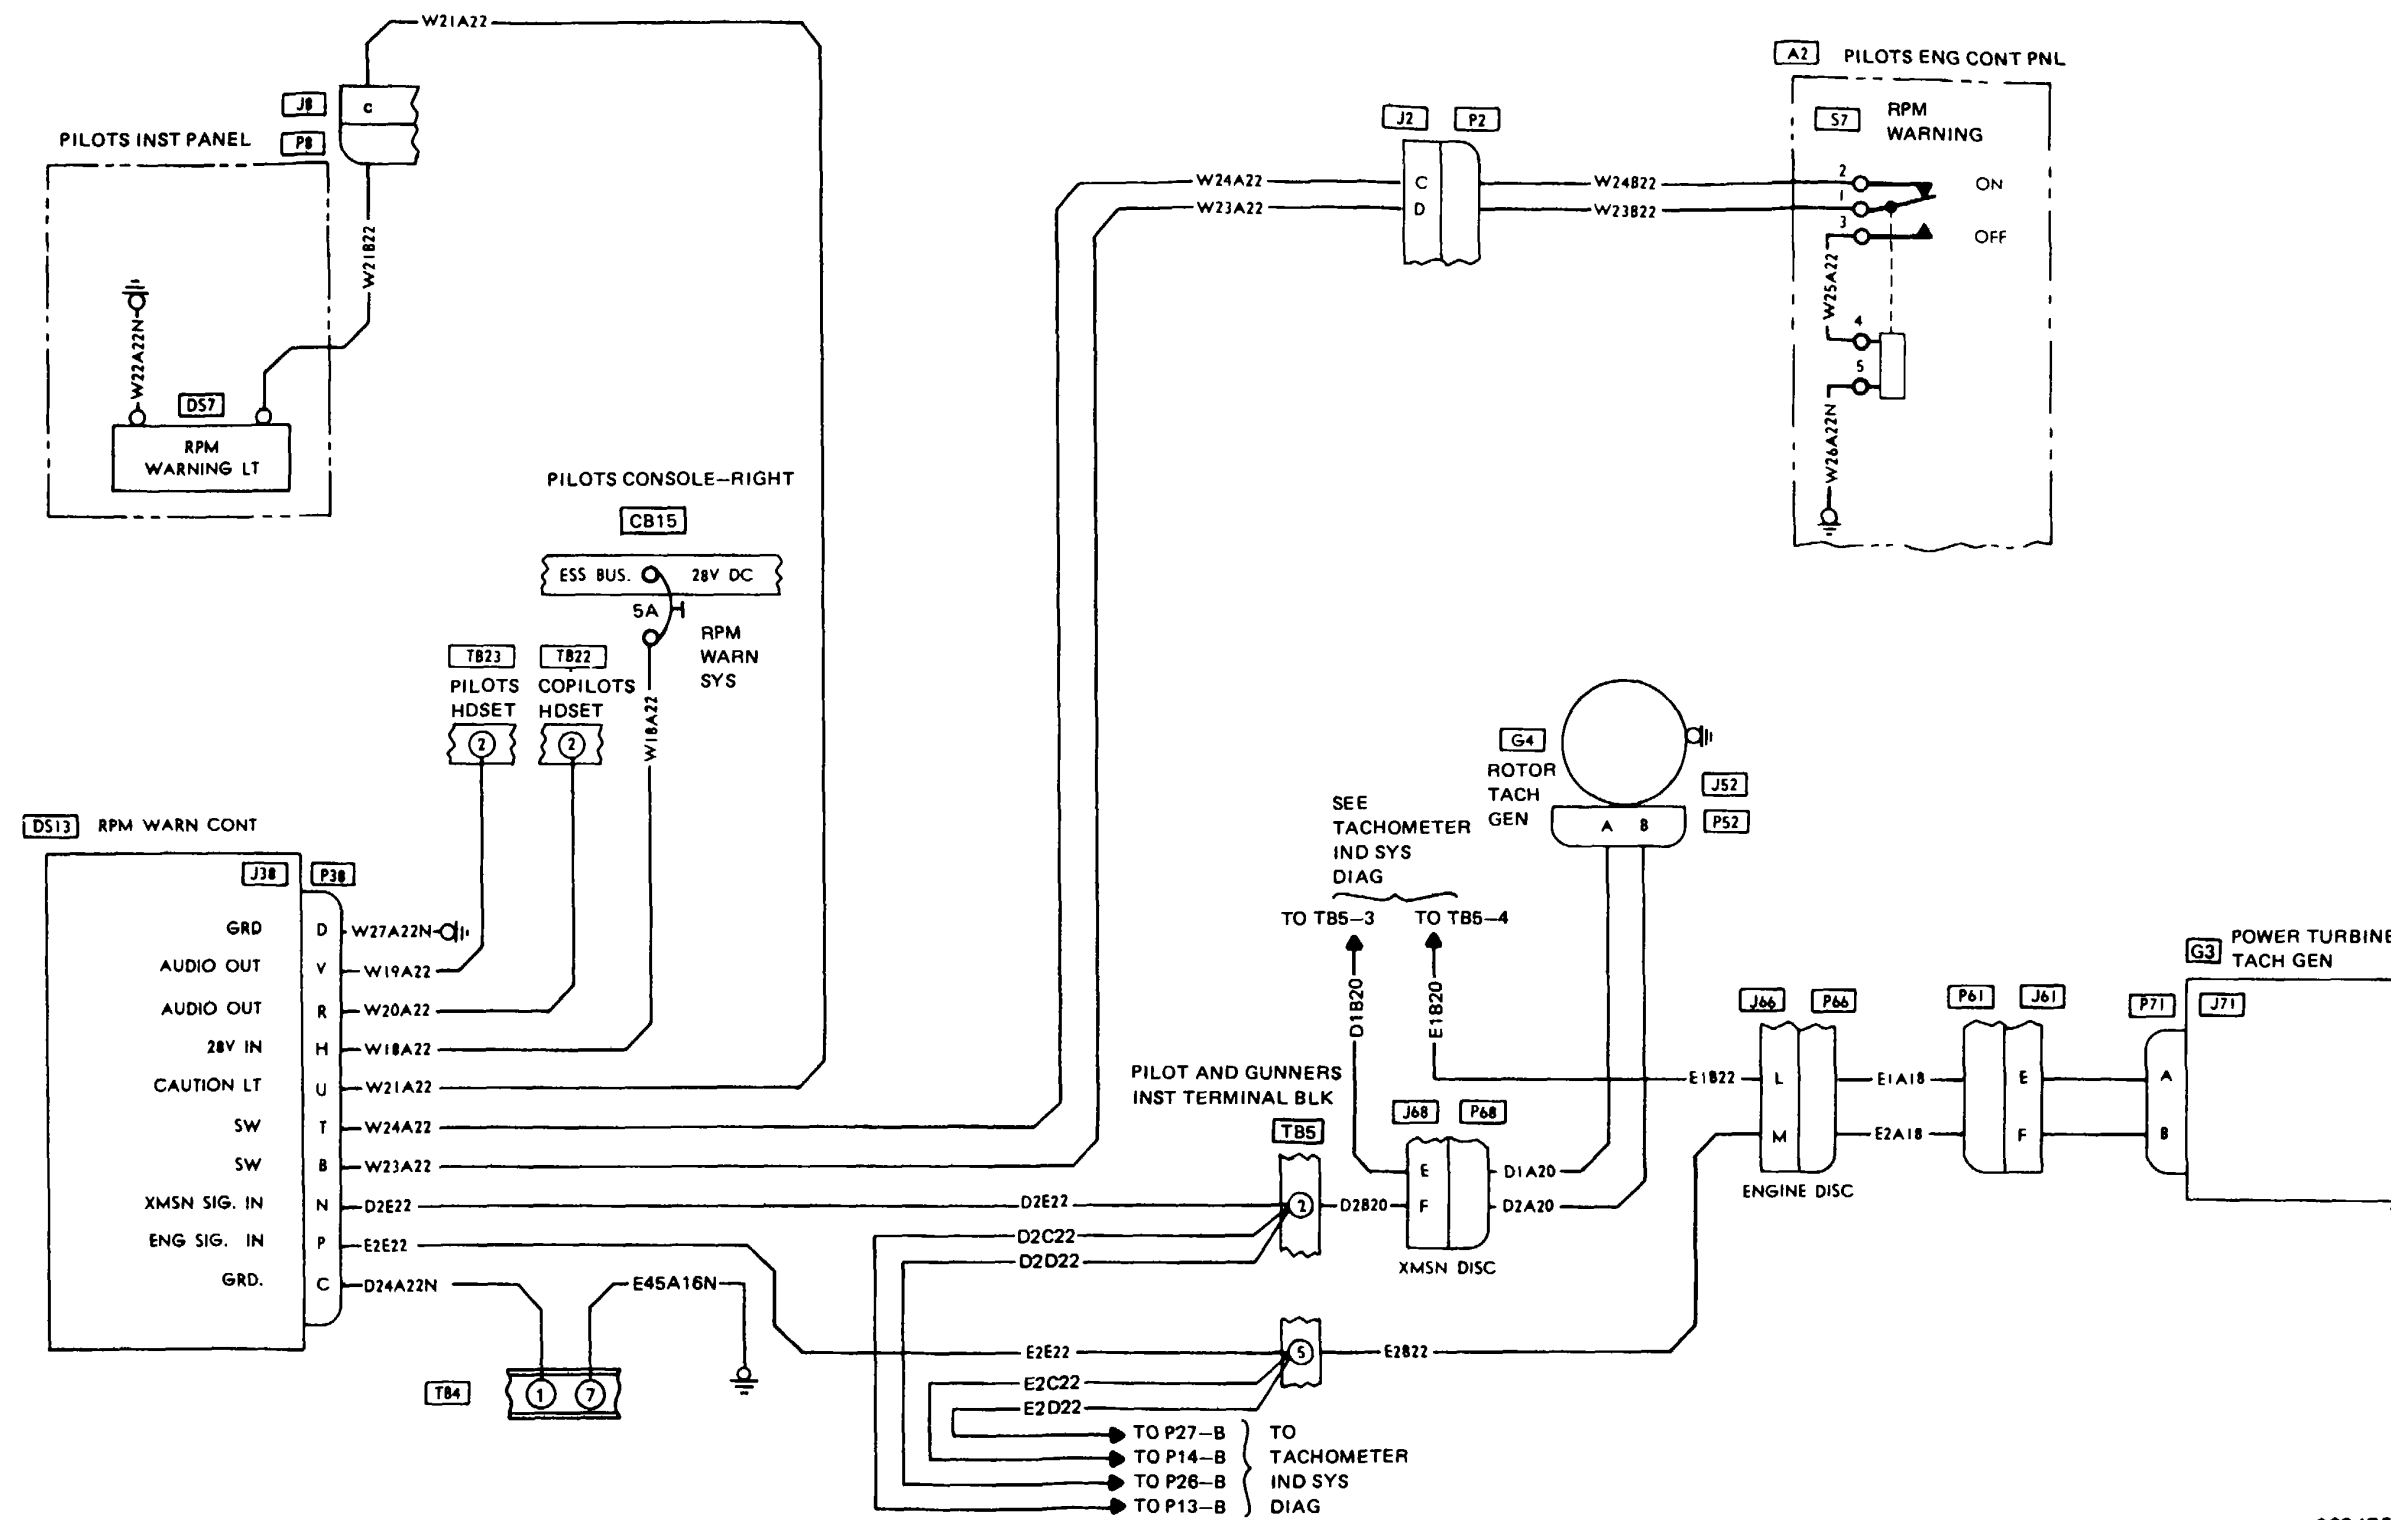 W21A22
J8
c
P8
PILOTS INST PANEL
W21B22
W22A22N
DS7
RPM
WARNING LT
A2 PILOTS ENG CONT PNL
S7
RPM
WARNING
J2 P2
W24A22 C W24B22 2 ON
W23A22 D W23B22 1
3 OFF
W25A22
4
5
W26A22N
PILOTS CONSOLE–RIGHT
CB15
ESS BUS. 28V DC
5A
RPM
WARN
SYS
W18A22
TB23 TB22
PILOTS COPILOTS
HDSET HDSET
2 2
DS13 RPM WARN CONT
J38 P38
GRD D W27A22N
AUDIO OUT V W19A22
AUDIO OUT R W20A22
28V IN H W18A22
CAUTION LT U W21A22
SW T W24A22
SW B W23A22
XMSN SIG. IN N D2E22 D2E22
ENG SIG. IN P E2E22
GRD. C D24A22N
E45A16N
TB4 1 7
G4
ROTOR
TACH
GEN
J52
P52
A B
SEE
TACHOMETER
IND SYS
DIAG
TO TB5–3 TO TB5–4
D1B20 E1B20
PILOT AND GUNNERS
INST TERMINAL BLK
TB5
2
J68 P68
E D1A20
D2B20 F D2A20
XMSN DISC
D2C22
D2D22
E2E22 5 E2B22
E2C22
E2D22
TO P27–B
TO P14–B
TO P26–B
TO P13–B
TO
TACHOMETER
IND SYS
DIAG
J66 P66
E1B22 L E1A18
M E2A18
ENGINE DISC
P61 J61
E
F
G3 POWER TURBINE
TACH GEN
P71 J71
A
B